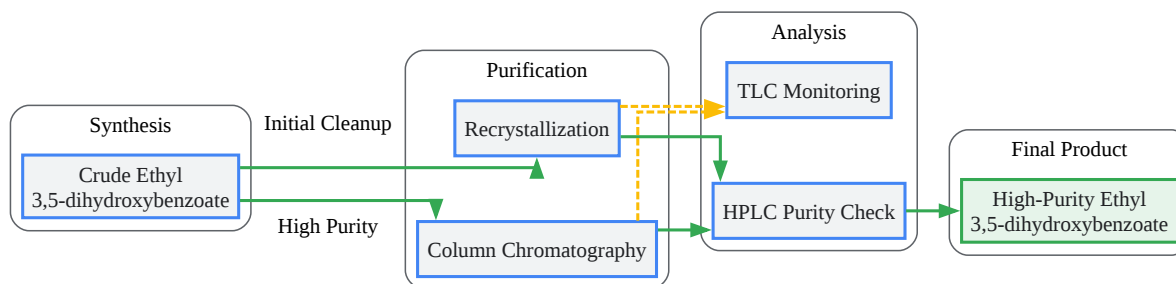 Synthesis
Crude Ethyl
3,5-dihydroxybenzoate
Initial Cleanup
High Purity
Purification
Recrystallization
Column Chromatography
Analysis
TLC Monitoring
HPLC Purity Check
Final Product
High-Purity Ethyl
3,5-dihydroxybenzoate